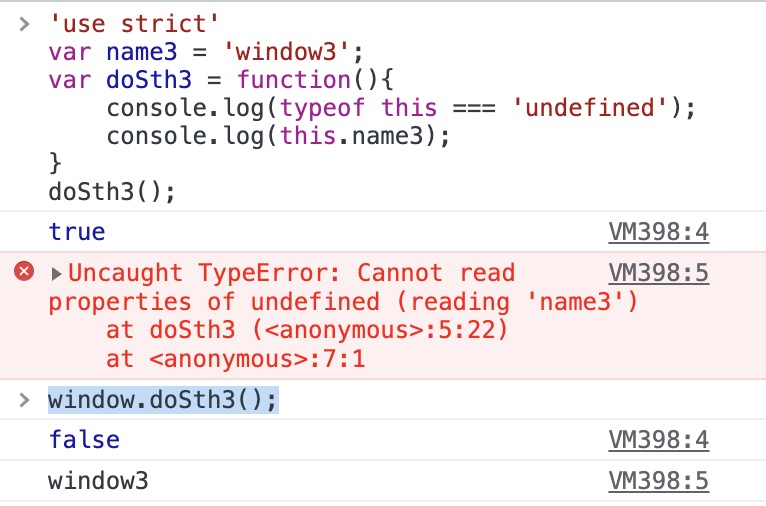 > 'use strict'
var name3 = 'window3';
var doSth3 = function(){
    console.log(typeof this === 'undefined');
    console.log(this.name3);
}
doSth3();
true VM398:4
▶Uncaught TypeError: Cannot read VM398:5
properties of undefined (reading 'name3')
    at doSth3 (<anonymous>:5:22)
    at <anonymous>:7:1
> window.doSth3();
false VM398:4
window3 VM398:5